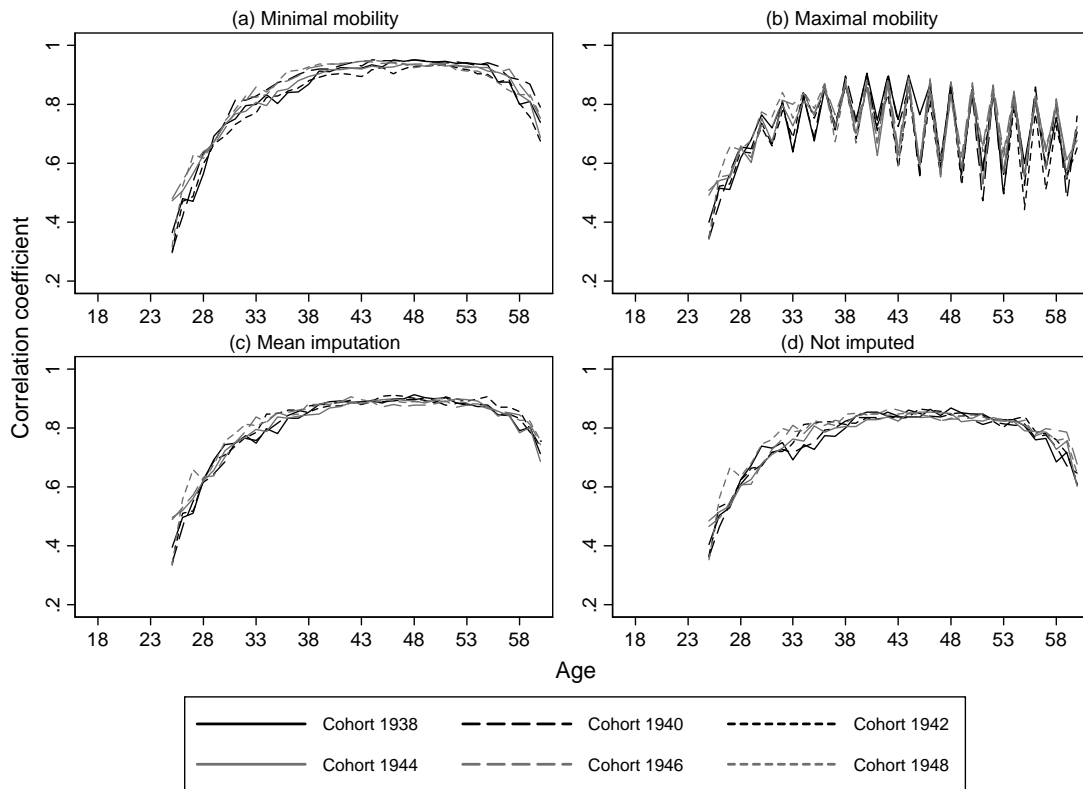 (a) Minimal mobility
(b) Maximal mobility
1
.8
.6
.4
.2
18 23 28 33 38 43 48 53 58
1
.8
.6
.4
.2
18 23 28 33 38 43 48 53 58
(c) Mean imputation
(d) Not imputed
1
.8
.6
.4
.2
18 23 28 33 38 43 48 53 58
1
.8
.6
.4
.2
18 23 28 33 38 43 48 53 58
Correlation coefficient
Age
Cohort 1938 Cohort 1940 Cohort 1942
Cohort 1944 Cohort 1946 Cohort 1948